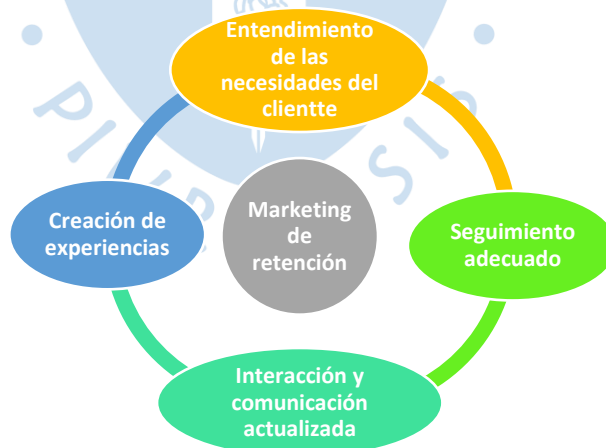 Entendimiento
de las
necesidades del
clientte
Creación de
experiencias
Marketing
de
retención
Seguimiento
adecuado
Interacción y
comunicación
actualizada